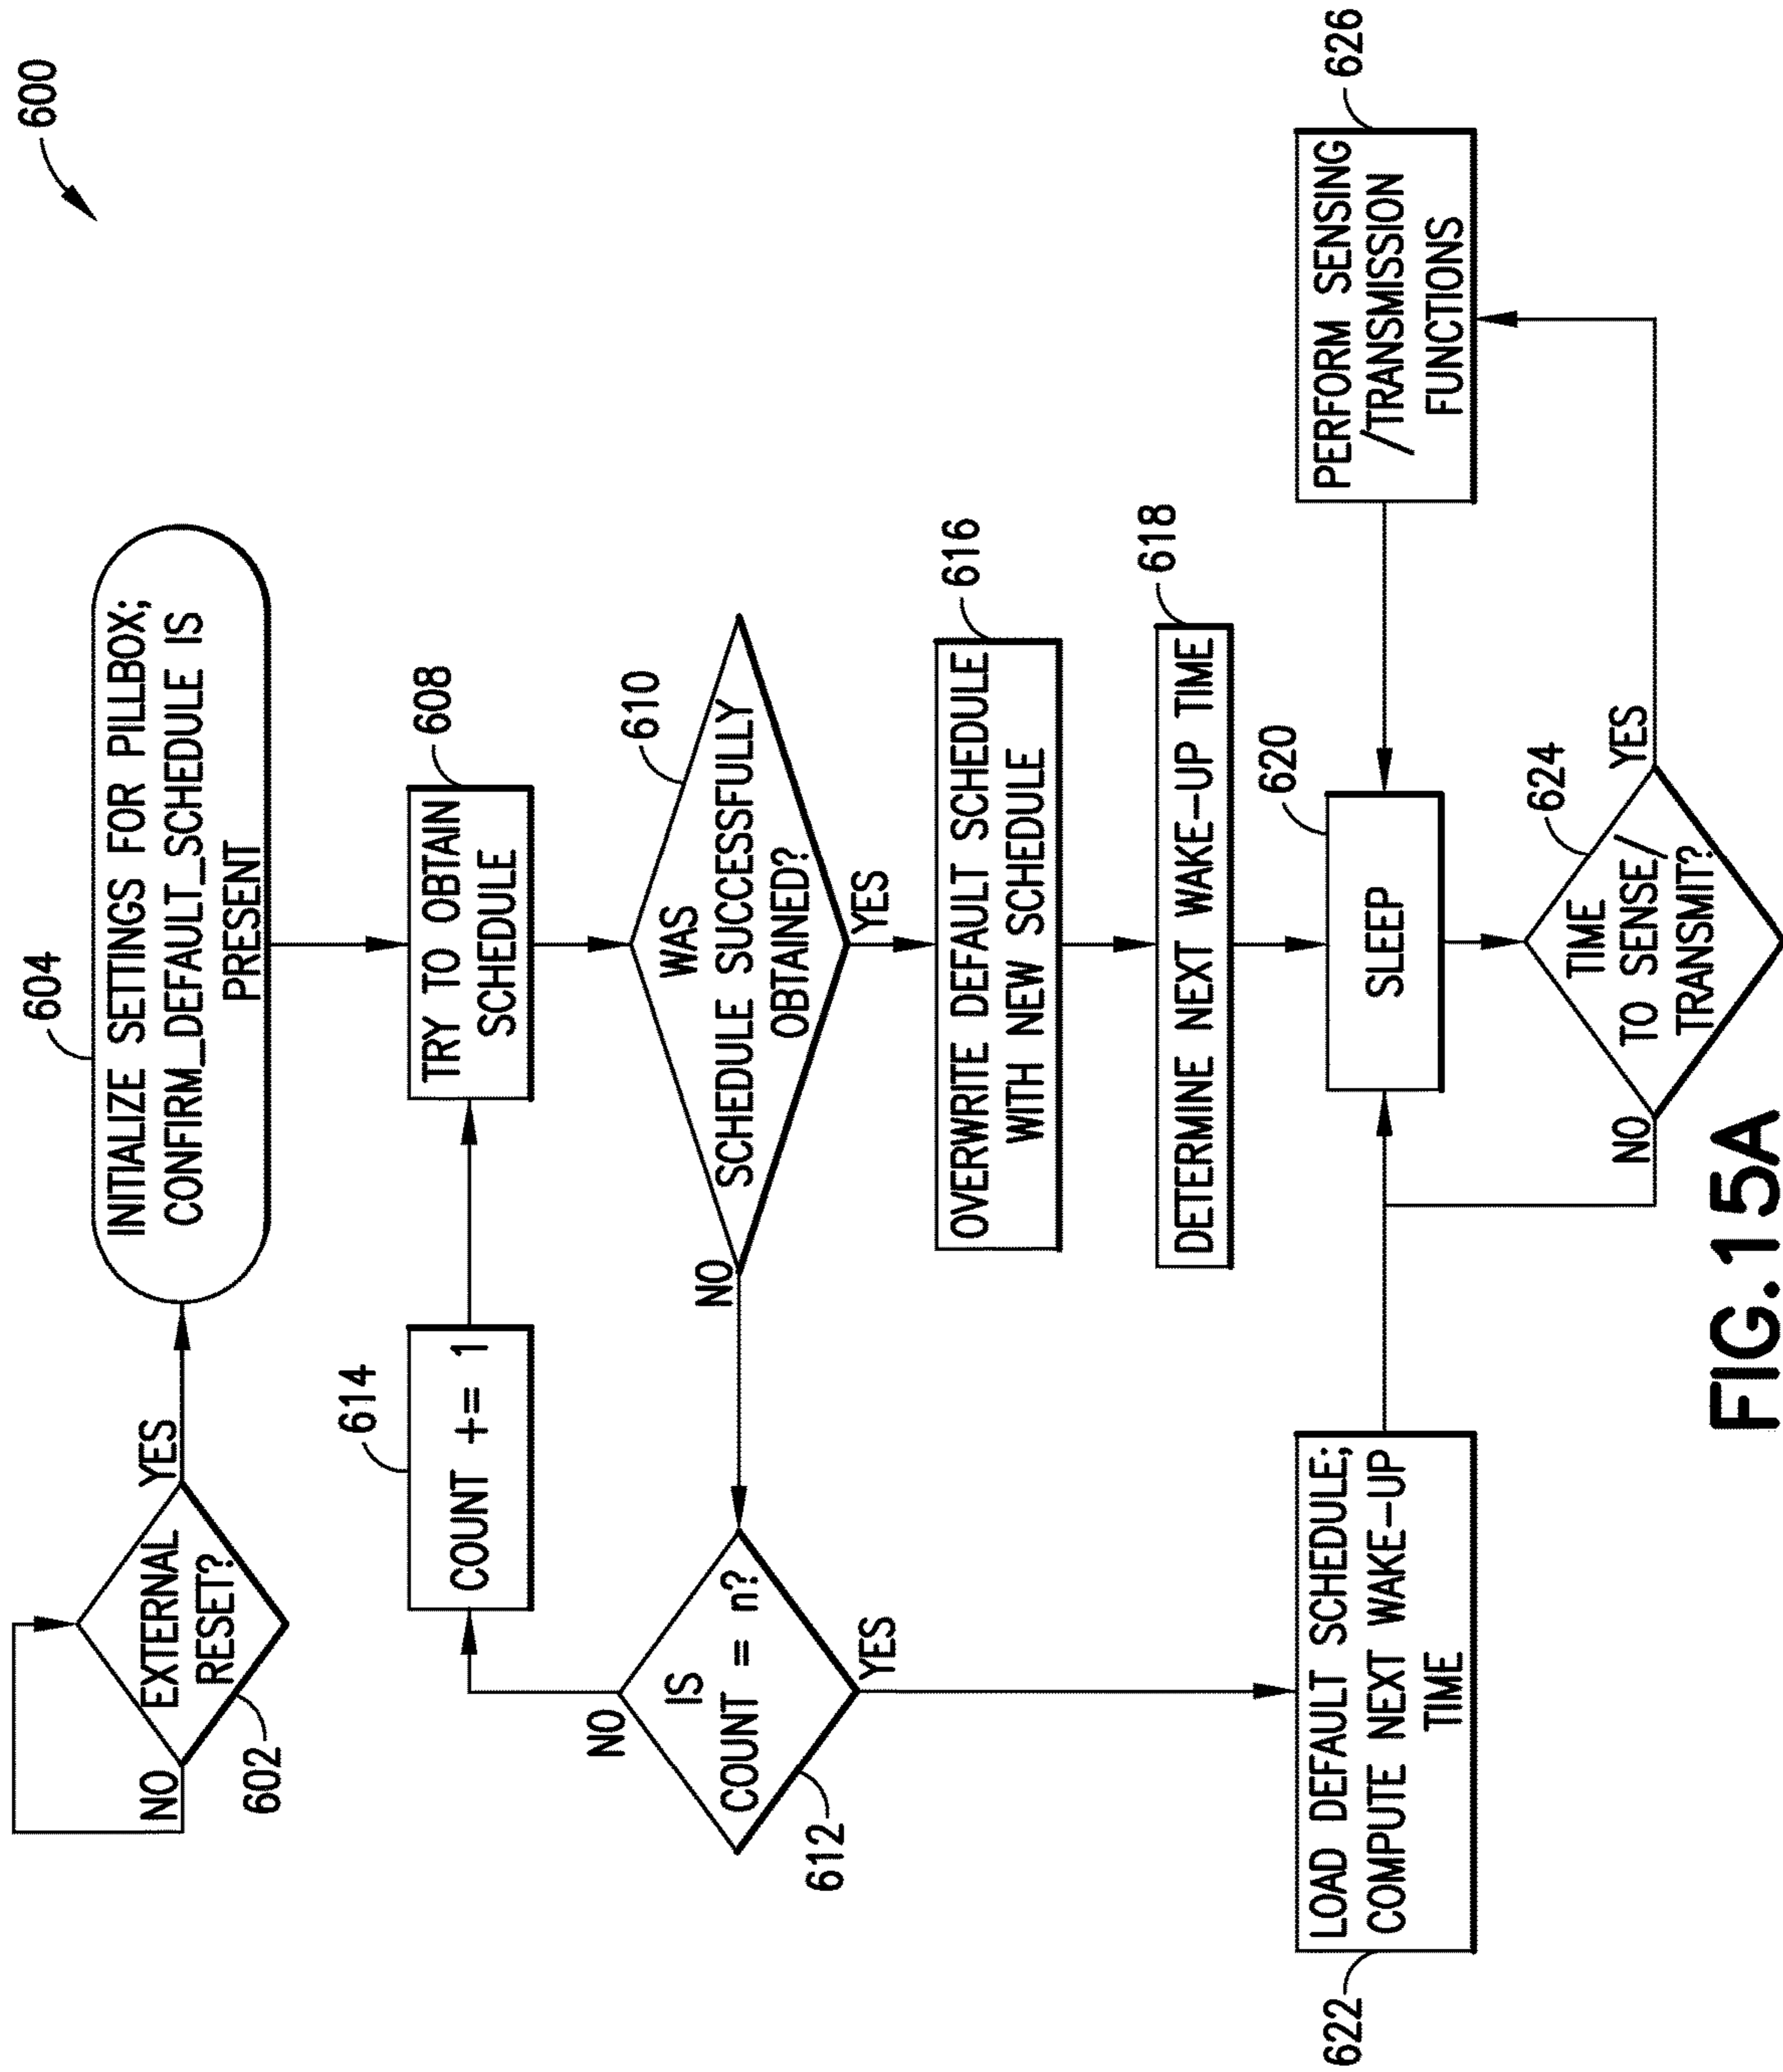 600
604
INITIALIZE SETTINGS FOR PILLBOX;
CONFIRM_DEFAULT_SCHEDULE IS
PRESENT
EXTERNAL
RESET?
YES
NO
602
614
COUNT += 1
608
TRY TO OBTAIN
SCHEDULE
610
WAS
SCHEDULE SUCCESSFULLY
OBTAINED?
NO
YES
IS
COUNT = n?
NO
YES
612
616
OVERWRITE DEFAULT SCHEDULE
WITH NEW SCHEDULE
618
DETERMINE NEXT WAKE-UP TIME
620
SLEEP
622
LOAD DEFAULT SCHEDULE;
COMPUTE NEXT WAKE-UP
TIME
624
TIME
TO SENSE/
TRANSMIT?
NO
YES
626
PERFORM SENSING
/TRANSMISSION
FUNCTIONS
FIG.15A